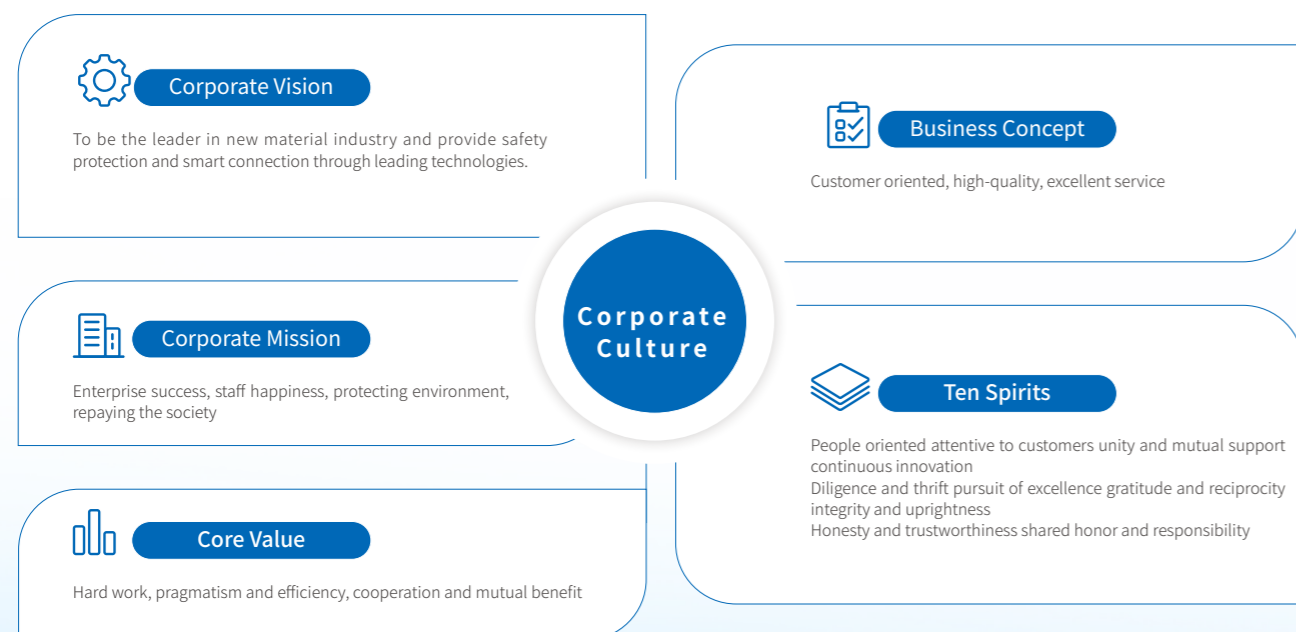 Corporate Vision
To be the leader in new material industry and provide safety
protection and smart connection through leading technologies.
Corporate Mission
Enterprise success, staff happiness, protecting environment,
repaying the society
Core Value
Hard work, pragmatism and efficiency, cooperation and mutual benefit
Corporate
Culture
Business Concept
Customer oriented, high-quality, excellent service
Ten Spirits
People oriented attentive to customers unity and mutual support
continuous innovation
Diligence and thrift pursuit of excellence gratitude and reciprocity
integrity and uprightness
Honesty and trustworthiness shared honor and responsibility